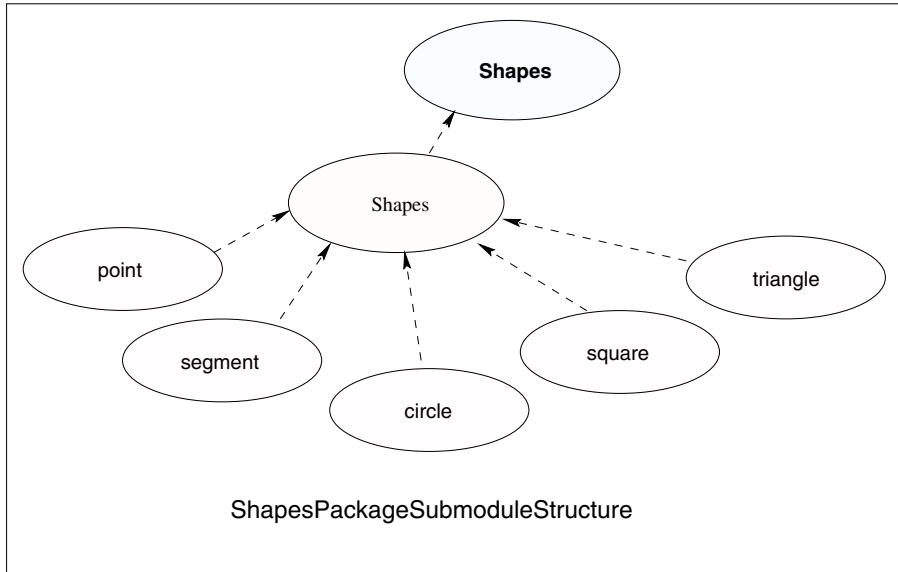 Shapes
Shapes
point
triangle
segment
square
circle
ShapesPackageSubmoduleStructure